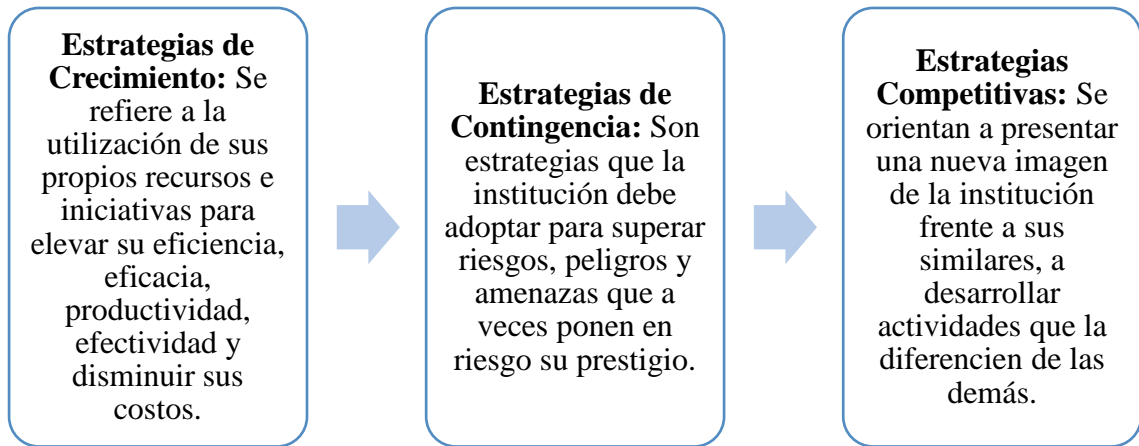 Estrategias de
Crecimiento: Se
refiere a la
utilización de sus
propios recursos e
iniciativas para
elevar su eficiencia,
eficacia,
productividad,
efectividad y
disminuir sus
costos.
Estrategias de
Contingencia: Son
estrategias que la
institución debe
adoptar para superar
riesgos, peligros y
amenazas que a
veces ponen en
riesgo su prestigio.
Estrategias
Competitivas: Se
orientan a presentar
una nueva imagen
de la institución
frente a sus
similares, a
desarrollar
actividades que la
diferencien de las
demás.